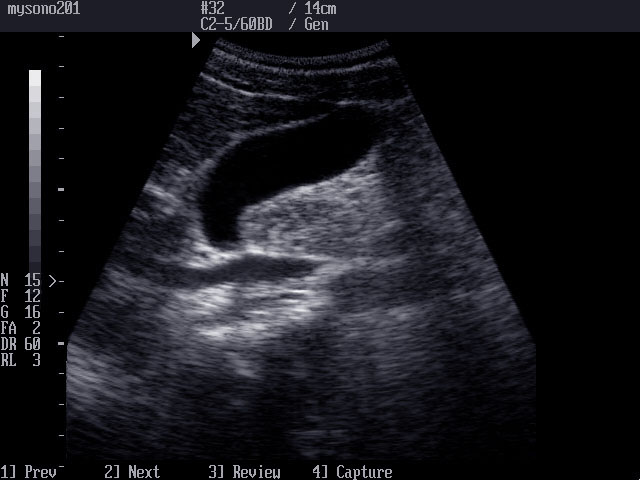 mysono201 #32 / 14cm
C2-5/60BD / Gen
N 15
F 12
G 16
FA 2
DR 60
RL 3
1] Prev 2] Next 3] Review 4] Capture